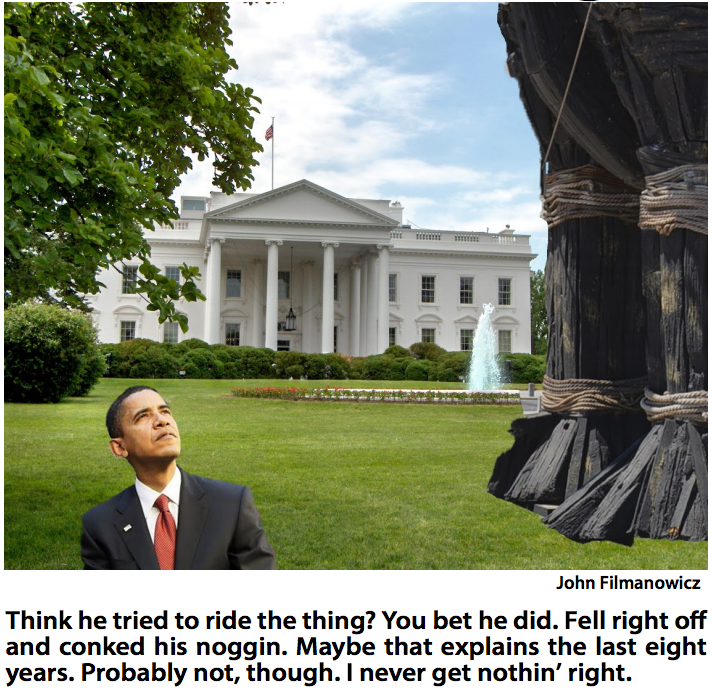 John Filmanowicz
Think he tried to ride the thing? You bet he did. Fell right off
and conked his noggin. Maybe that explains the last eight
years. Probably not, though. I never get nothin’ right.